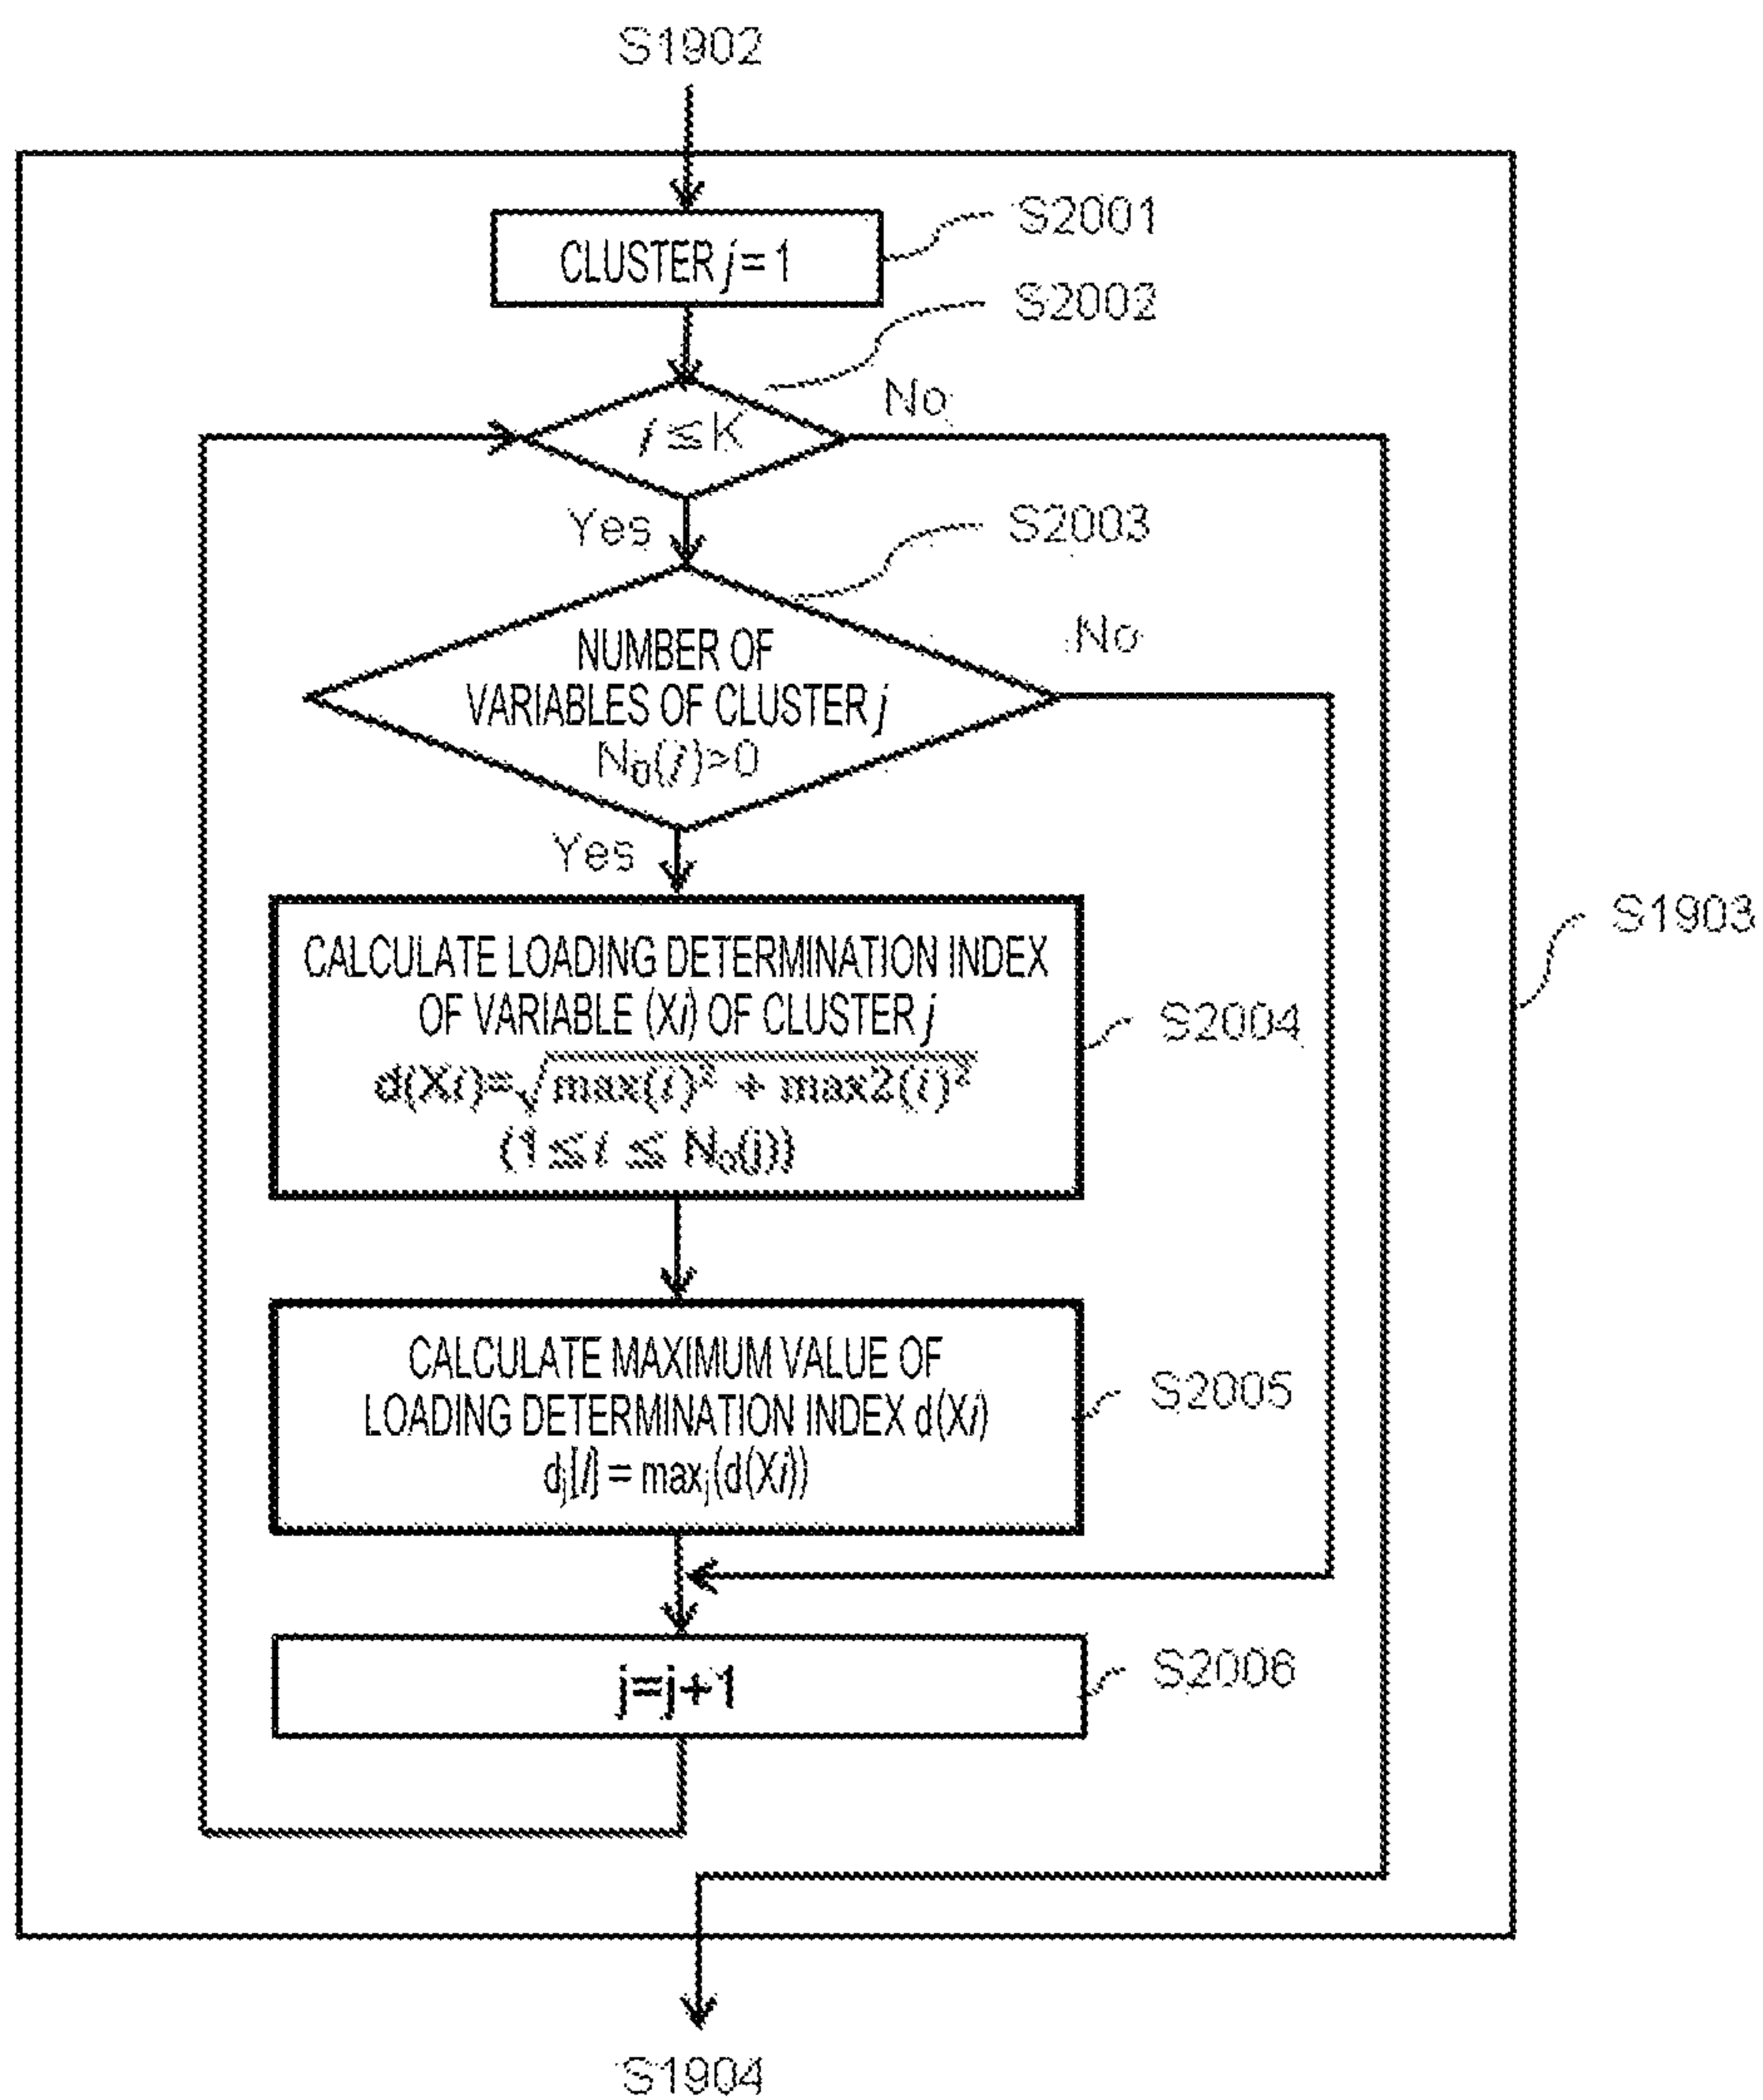 S1902
CLUSTER j=1
S2001
S2002
j≦K
No
Yes
S2003
NUMBER OF
VARIABLES OF CLUSTER j
N₀(j)>0
No
Yes
CALCULATE LOADING DETERMINATION INDEX
OF VARIABLE (Xi) OF CLUSTER j
d(Xi)=√max(i)² + max2(i)²
(1≦i ≦ N₀(j))
S2004
S1903
CALCULATE MAXIMUM VALUE OF
LOADING DETERMINATION INDEX d(Xi)
dⱼ[i] = maxⱼ(d(Xi))
S2005
j=j+1
S2006
S1904